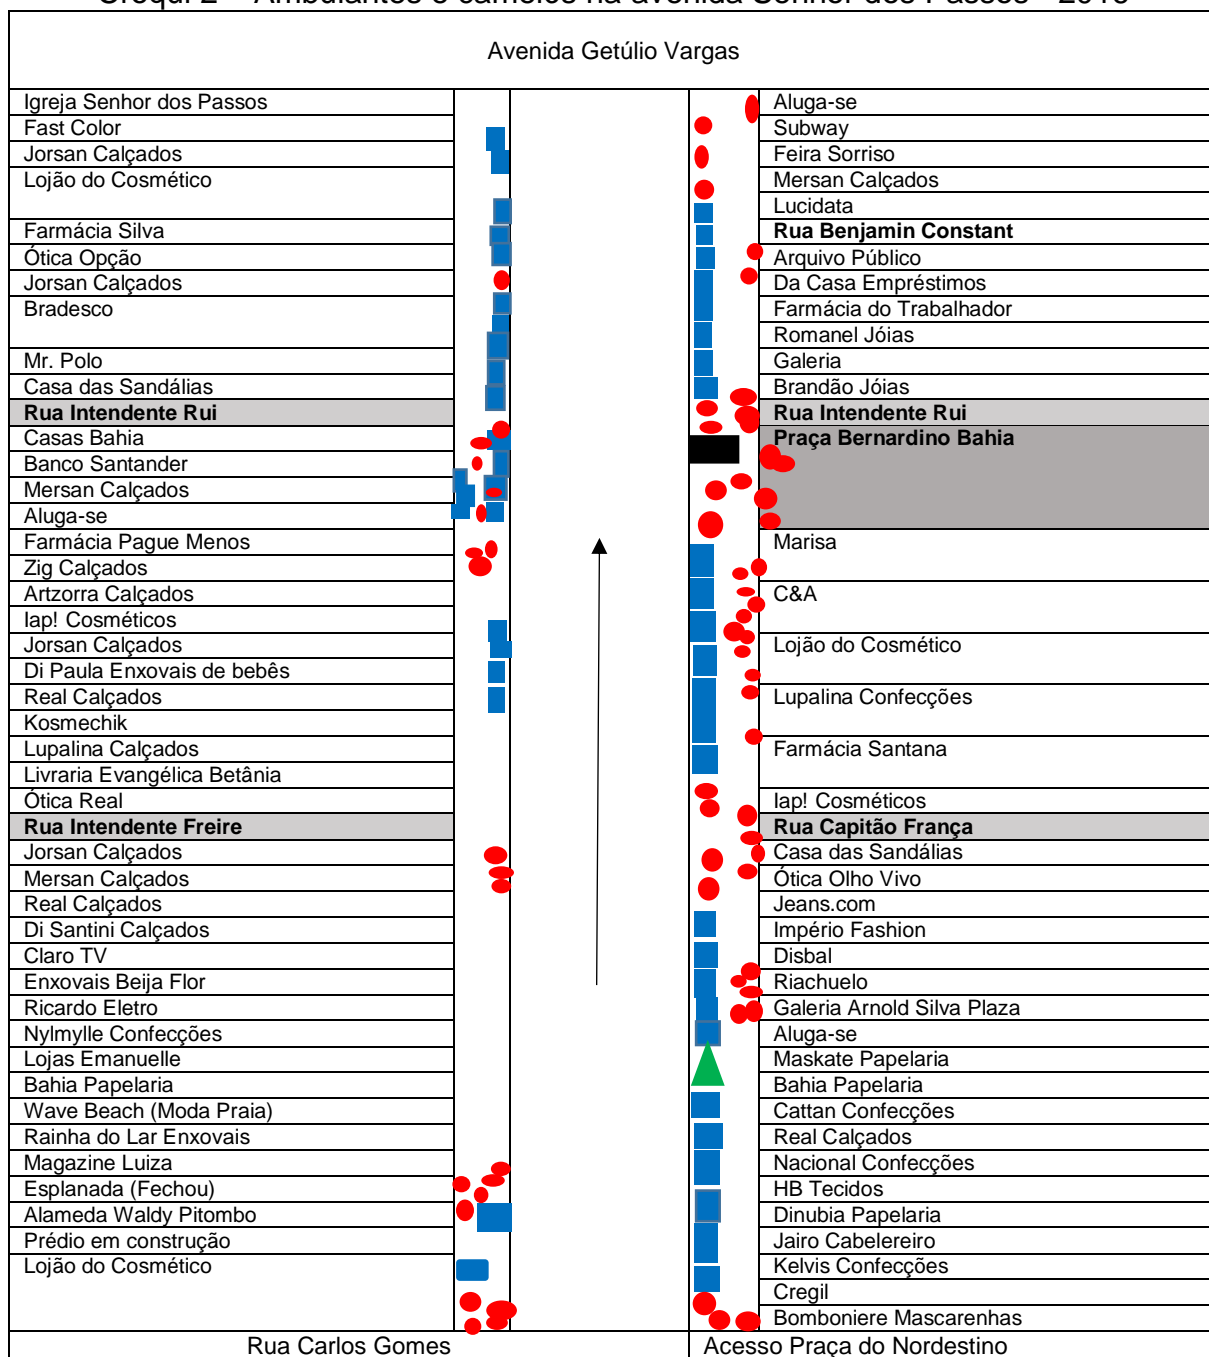 Croqui 2 – Ambulantes e camelôs na avenida Senhor dos Passos - 2016
Avenida Getúlio Vargas
Igreja Senhor dos Passos
Fast Color
Jorsan Calçados
Lojão do Cosmético
Farmácia Silva
Ótica Opção
Jorsan Calçados
Bradesco
Mr. Polo
Casa das Sandálias
Rua Intendente Rui
Casas Bahia
Banco Santander
Mersan Calçados
Aluga-se
Farmácia Pague Menos
Zig Calçados
Artzorra Calçados
Iap! Cosméticos
Jorsan Calçados
Di Paula Enxovais de bebês
Real Calçados
Kosmechik
Lupalina Calçados
Livraria Evangélica Betânia
Ótica Real
Rua Intendente Freire
Jorsan Calçados
Mersan Calçados
Real Calçados
Di Santini Calçados
Claro TV
Enxovais Beija Flor
Ricardo Eletro
Nylmylle Confecções
Lojas Emanuelle
Bahia Papelaria
Wave Beach (Moda Praia)
Rainha do Lar Enxovais
Magazine Luiza
Esplanada (Fechou)
Alameda Waldy Pitombo
Prédio em construção
Lojão do Cosmético
Aluga-se
Subway
Feira Sorriso
Mersan Calçados
Lucidata
Rua Benjamin Constant
Arquivo Público
Da Casa Empréstimos
Farmácia do Trabalhador
Romanel Jóias
Galeria
Brandão Jóias
Rua Intendente Rui
Praça Bernardino Bahia
Marisa
C&A
Lojão do Cosmético
Lupalina Confecções
Farmácia Santana
Iap! Cosméticos
Rua Capitão França
Casa das Sandálias
Ótica Olho Vivo
Jeans.com
Império Fashion
Disbal
Riachuelo
Galeria Arnold Silva Plaza
Aluga-se
Maskate Papelaria
Bahia Papelaria
Cattan Confecções
Real Calçados
Nacional Confecções
HB Tecidos
Dinubia Papelaria
Jairo Cabelereiro
Kelvis Confecções
Cregil
Bomboniere Mascarenhas
Rua Carlos Gomes
Acesso Praça do Nordestino